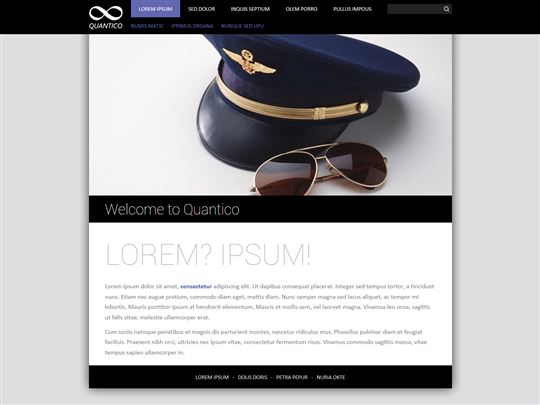 LOREM IPSUM SED DOLOR INQUIS SEPTIUM OLEM PORRO PULLUS IMPOUS
QUANTICO
NUMIS MATIC IPRIMUS ORGANA NUNQUE SED UPU
Welcome to Quantico
LOREM? IPSUM!
Lorem ipsum dolor sit amet, consectetur adipiscing elit. Ut dapibus consequat placerat. Integer sed tempus tortor, a tincidunt
nunc. Etiam nec augue pretium, commodo diam eget, mattis diam. Nunc semper magna sed lacus aliquet, ac tempor mi
lobortis. Mauris porttitor ipsum at hendrerit elementum. Mauris et mollis sem, vel laoreet risus. Vivamus leo urna, sagittis
ut felis vitae, molestie ullamcorper erat.
Cum sociis natoque penatibus et magnis dis parturient montes, nascetur ridiculus mus. Phasellus pulvinar diam et feugiat
facilisis. Praesent nibh orci, ultricies nec ipsum vitae, consectetur fermentum risus. Vivamus commodo sagittis massa, vitae
tempus sapien ullamcorper in.
LOREM IPSUM - DOLIS DORIS - PETRA PEPUR - NURIA OKTE